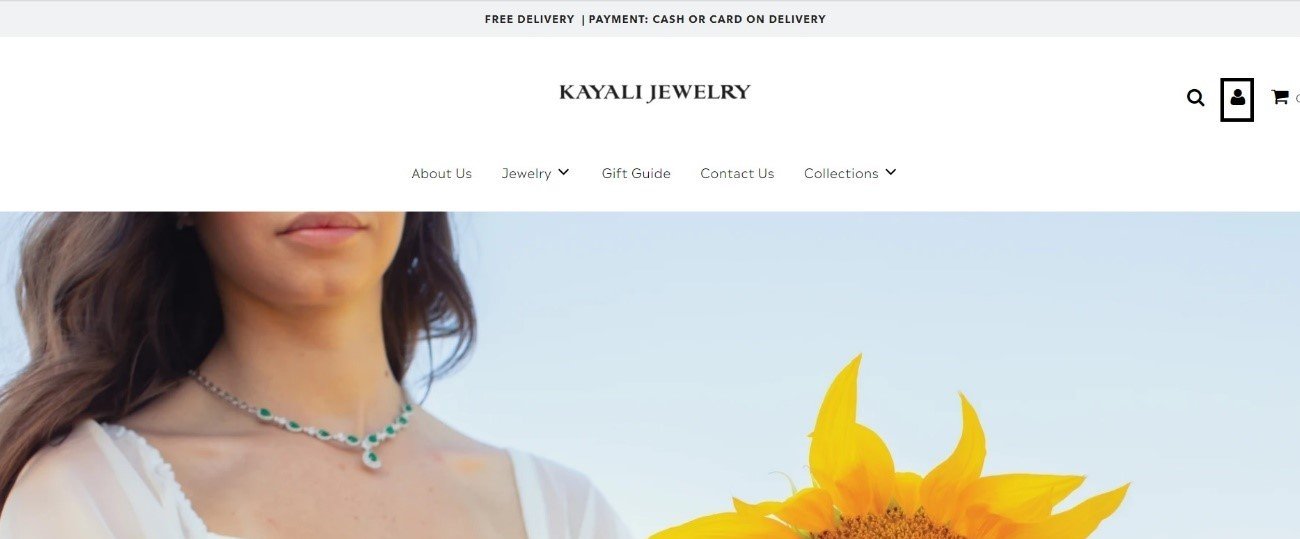 FREE DELIVERY | PAYMENT: CASH OR CARD ON DELIVERY
KAYALI JEWELRY
About Us Jewelry Gift Guide Contact Us Collections